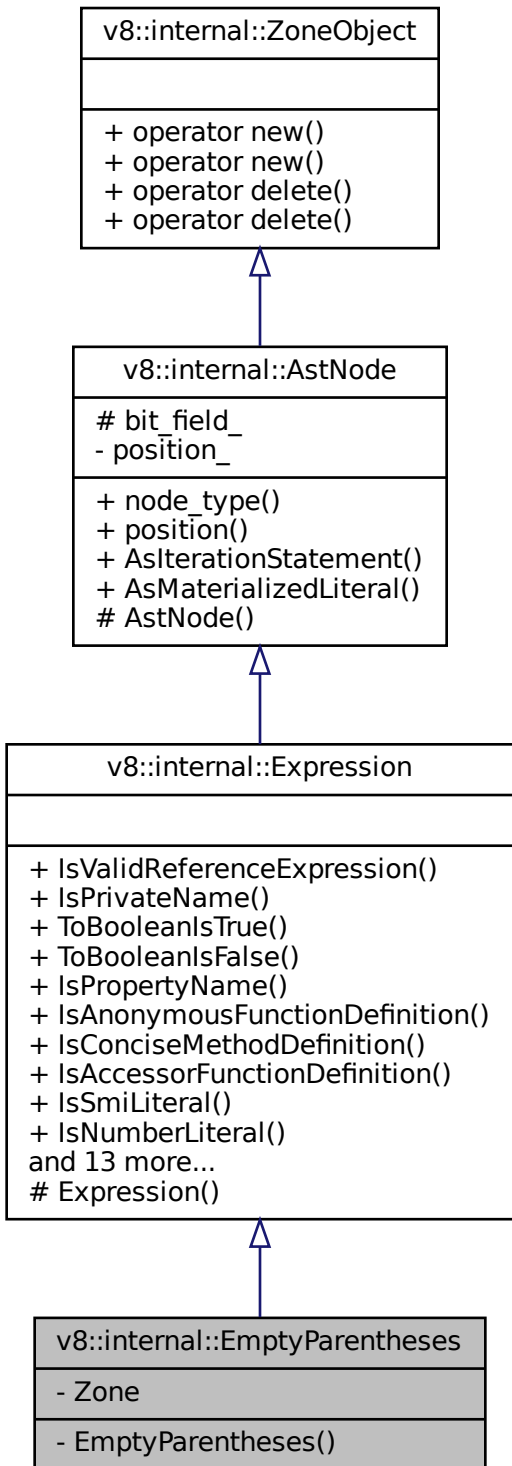 v8::internal::ZoneObject
+ operator new()
+ operator new()
+ operator delete()
+ operator delete()
v8::internal::AstNode
# bit_field_
- position_
+ node_type()
+ position()
+ AsIterationStatement()
+ AsMaterializedLiteral()
# AstNode()
v8::internal::Expression
+ IsValidReferenceExpression()
+ IsPrivateName()
+ ToBooleanIsTrue()
+ ToBooleanIsFalse()
+ IsPropertyName()
+ IsAnonymousFunctionDefinition()
+ IsConciseMethodDefinition()
+ IsAccessorFunctionDefinition()
+ IsSmiLiteral()
+ IsNumberLiteral()
and 13 more...
# Expression()
v8::internal::EmptyParentheses
- Zone
- EmptyParentheses()